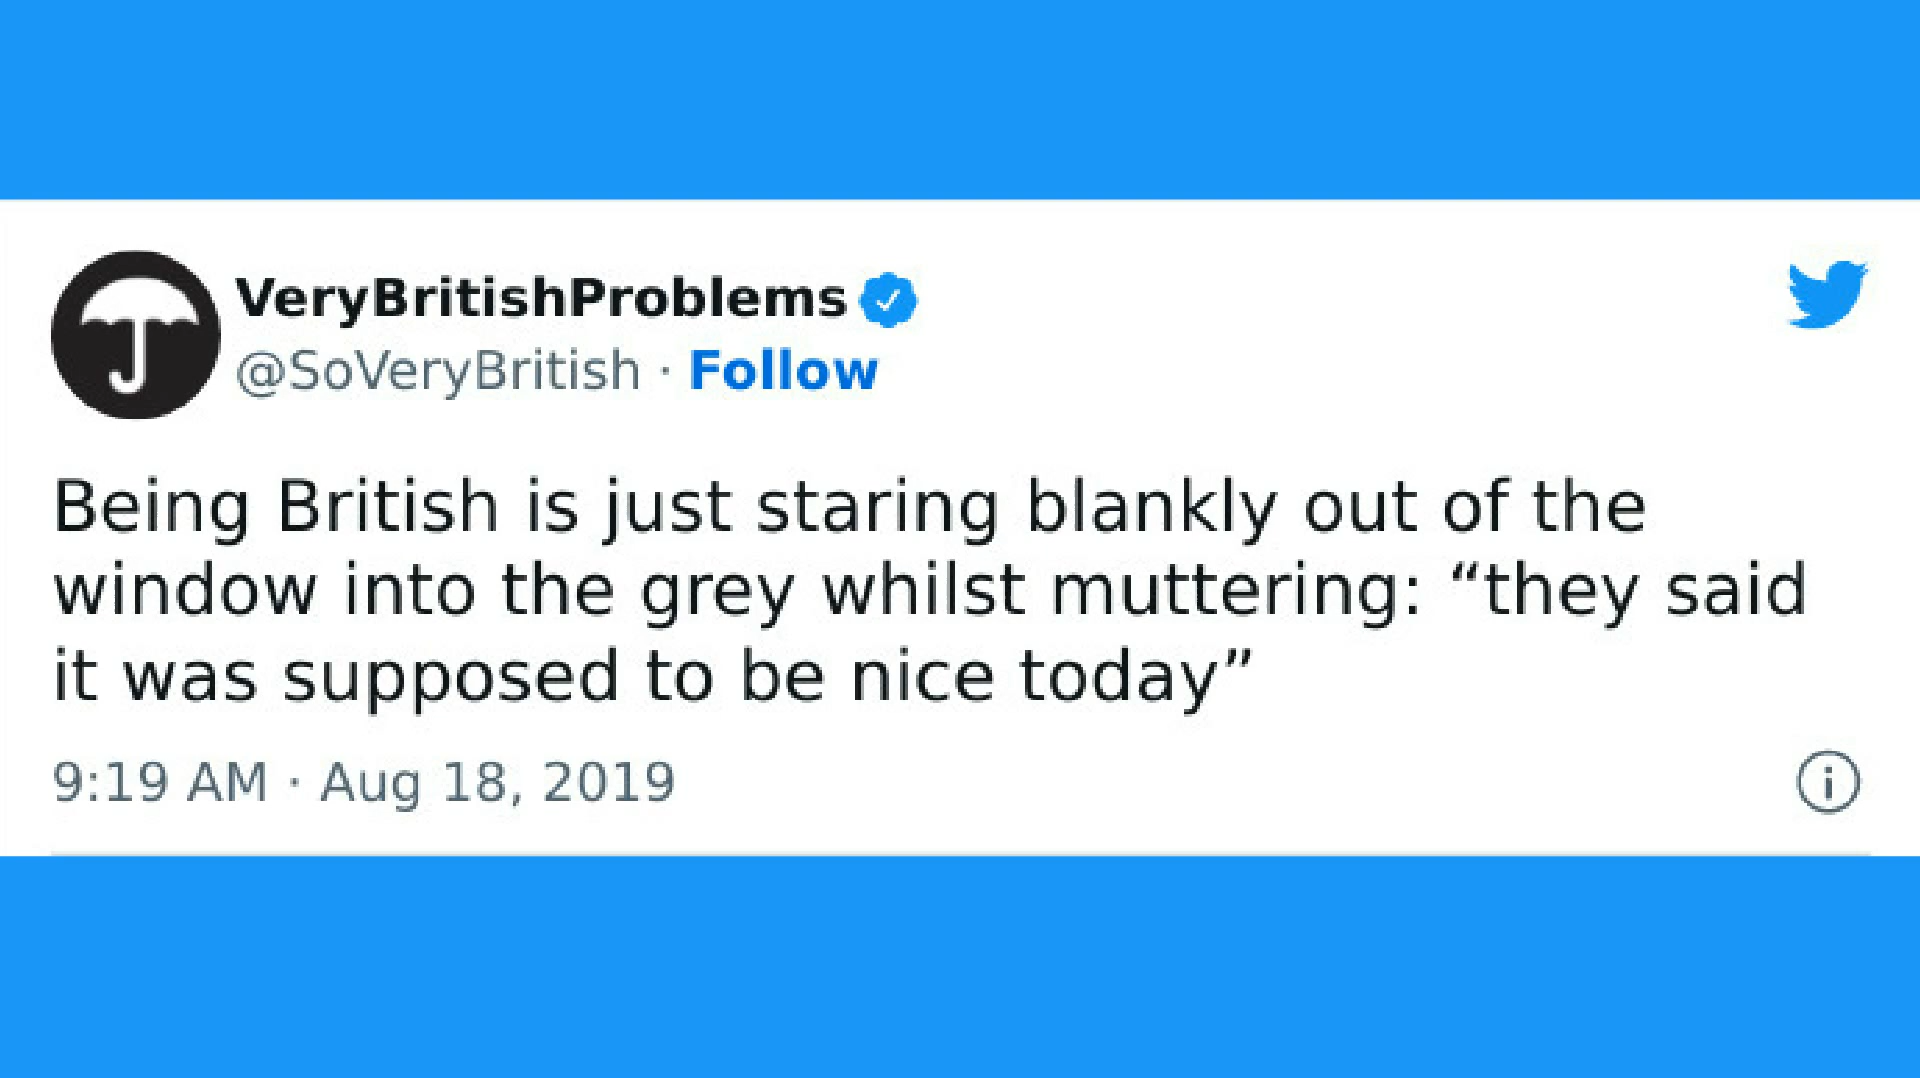 VeryBritishProblems
@SoVeryBritish · Follow
Being British is just staring blankly out of the
window into the grey whilst muttering: “they said
it was supposed to be nice today”
9:19 AM · Aug 18, 2019